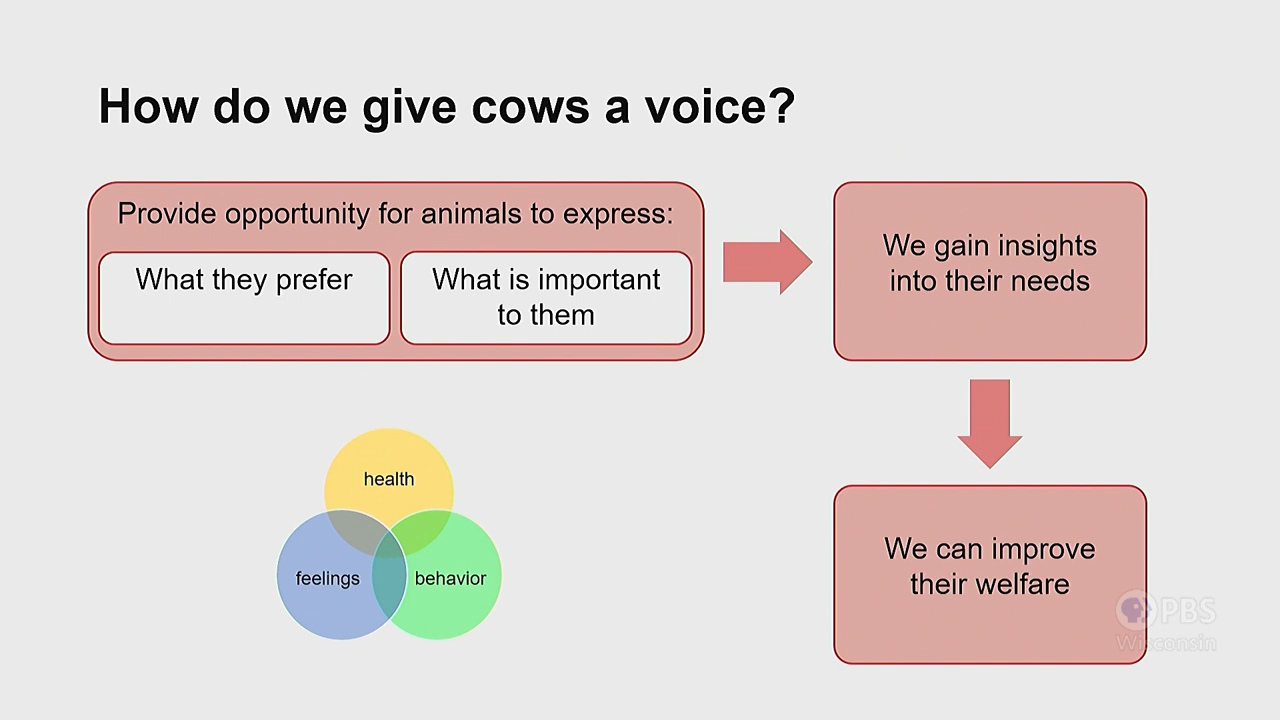 How do we give cows a voice?
Provide opportunity for animals to express:
What they prefer
What is important
to them
We gain insights
into their needs
health
feelings
behavior
We can improve
their welfare
PBS
Wisconsin